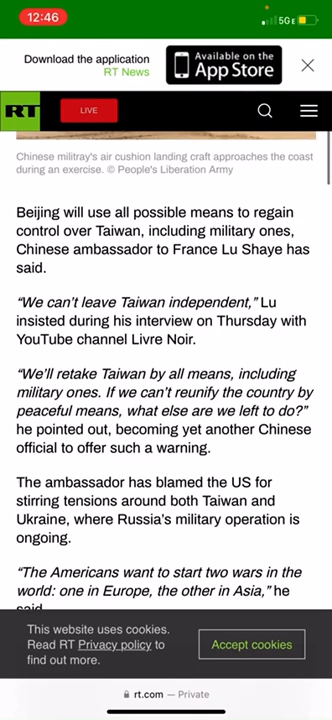 12:46
5G E
Download the application
RT News
Available on the
App Store
RT
LIVE
Chinese militray's air cushion landing craft approaches the coast
during an exercise. © People's Liberation Army
Beijing will use all possible means to regain
control over Taiwan, including military ones,
Chinese ambassador to France Lu Shaye has
said.
“We can’t leave Taiwan independent,” Lu
insisted during his interview on Thursday with
YouTube channel Livre Noir.
“We’ll retake Taiwan by all means, including
military ones. If we can’t reunify the country by
peaceful means, what else are we left to do?”
he pointed out, becoming yet another Chinese
official to offer such a warning.
The ambassador has blamed the US for
stirring tensions around both Taiwan and
Ukraine, where Russia’s military operation is
ongoing.
“The Americans want to start two wars in the
world: one in Europe, the other in Asia,” he
said
This website uses cookies.
Read RT Privacy policy to
find out more.
Accept cookies
rt.com — Private